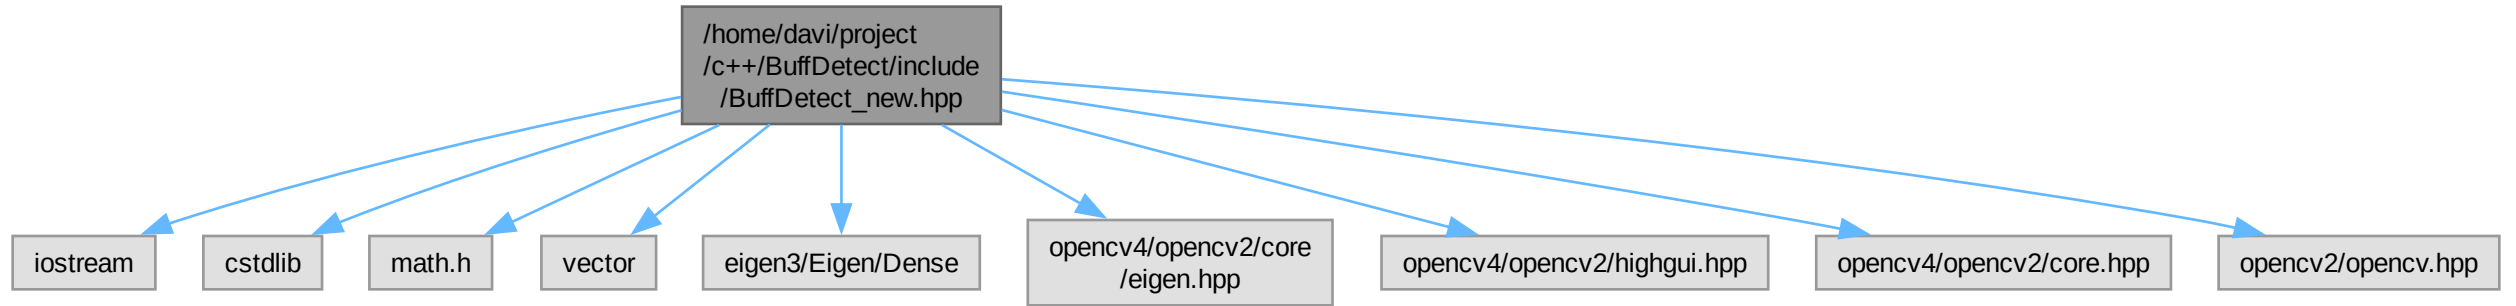 /home/davi/project
/c++/BuffDetect/include
/BuffDetect_new.hpp
iostream
cstdlib
math.h
vector
eigen3/Eigen/Dense
opencv4/opencv2/core
/eigen.hpp
opencv4/opencv2/highgui.hpp
opencv4/opencv2/core.hpp
opencv2/opencv.hpp